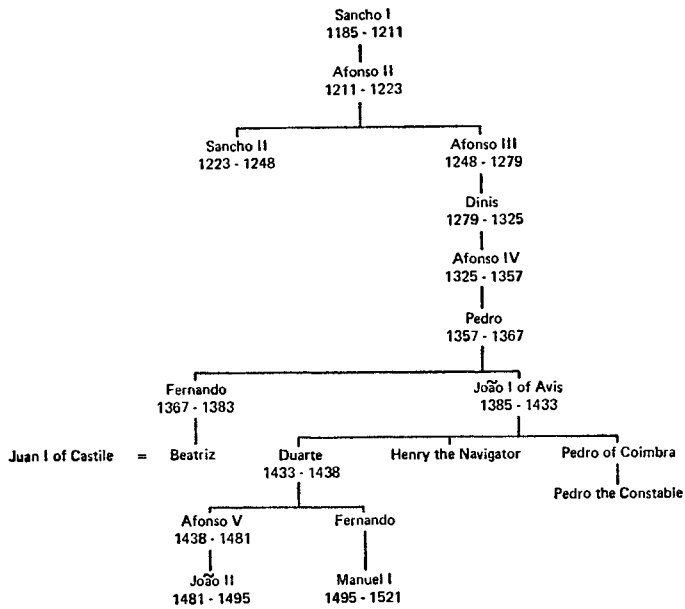 Sancho I
1185 - 1211
Afonso II
1211 - 1223
Sancho II
1223 - 1248
Afonso III
1248 - 1279
Dinis
1279 - 1325
Afonso IV
1325 - 1357
Pedro
1357 - 1367
Fernando
1367 - 1383
João I of Avis
1385 - 1433
Juan I of Castile = Beatriz
Duarte
1433 - 1438
Henry the Navigator
Pedro of Coimbra
Pedro the Constable
Afonso V
1438 - 1481
Fernando
João II
1481 - 1495
Manuel I
1495 - 1521